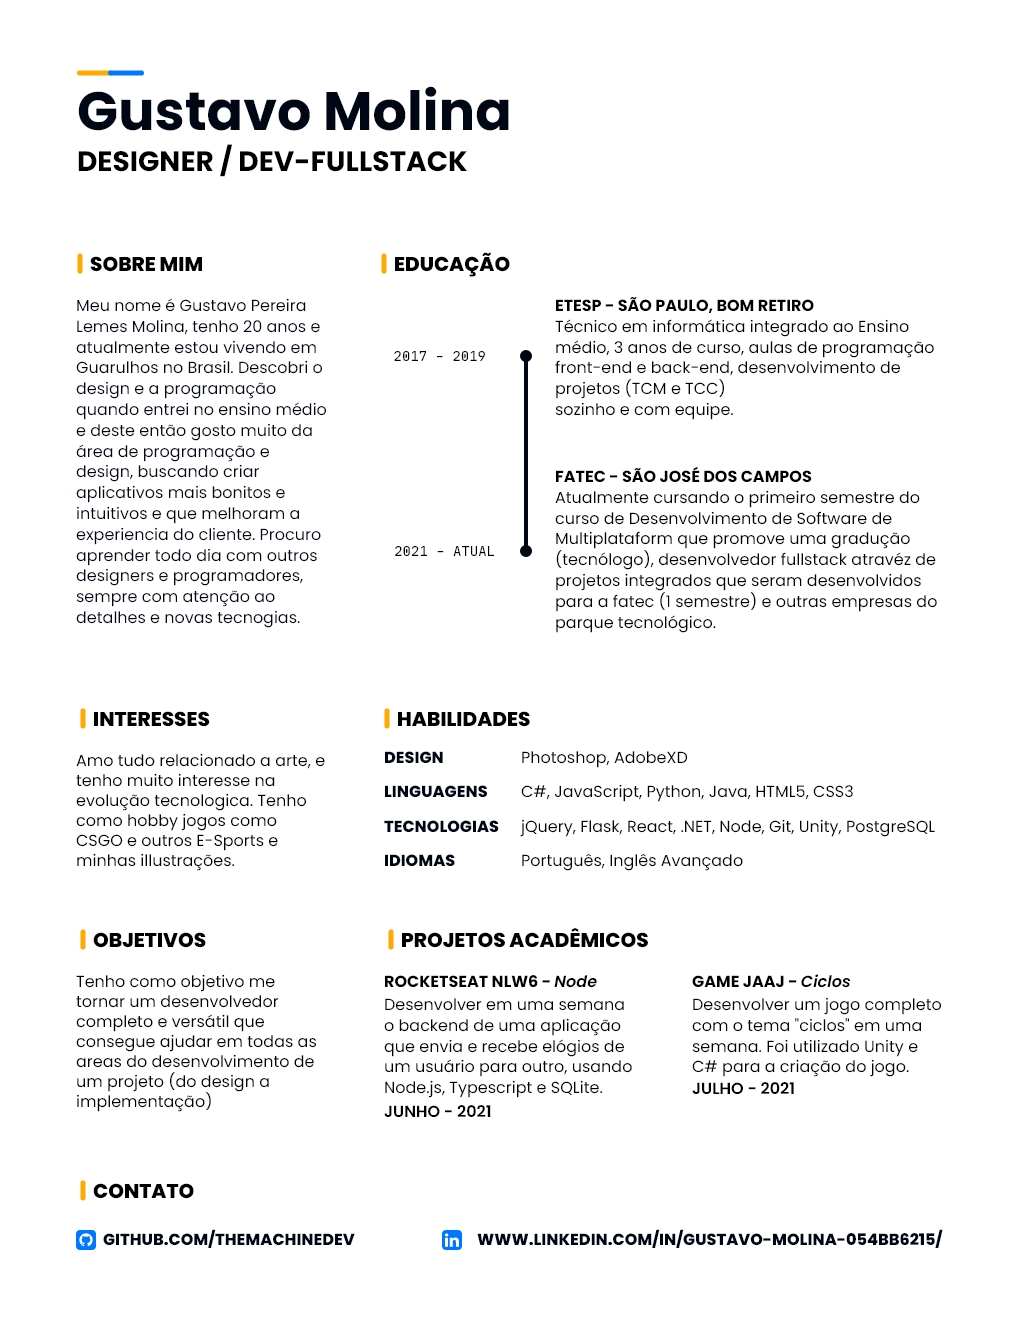 Gustavo Molina
DESIGNER / DEV-FULLSTACK
SOBRE MIM
Meu nome é Gustavo Pereira
Lemes Molina, tenho 20 anos e
atualmente estou vivendo em
Guarulhos no Brasil. Descobri o
design e a programação
quando entrei no ensino médio
e deste então gosto muito da
área de programação e
design, buscando criar
aplicativos mais bonitos e
intuitivos e que melhoram a
experiencia do cliente. Procuro
aprender todo dia com outros
designers e programadores,
sempre com atenção ao
detalhes e novas tecnogias.
EDUCAÇÃO
2017 - 2019
ETESP - SÃO PAULO, BOM RETIRO
Técnico em informática integrado ao Ensino
médio, 3 anos de curso, aulas de programação
front-end e back-end, desenvolvimento de
projetos (TCM e TCC)
sozinho e com equipe.
2021 - ATUAL
FATEC - SÃO JOSÉ DOS CAMPOS
Atualmente cursando o primeiro semestre do
curso de Desenvolvimento de Software de
Multiplataform que promove uma gradução
(tecnólogo), desenvolvedor fullstack atravéz de
projetos integrados que seram desenvolvidos
para a fatec (1 semestre) e outras empresas do
parque tecnológico.
INTERESSES
Amo tudo relacionado a arte, e
tenho muito interesse na
evolução tecnologica. Tenho
como hobby jogos como
CSGO e outros E-Sports e
minhas illustrações.
HABILIDADES
DESIGN Photoshop, AdobeXD
LINGUAGENS C#, JavaScript, Python, Java, HTML5, CSS3
TECNOLOGIAS jQuery, Flask, React, .NET, Node, Git, Unity, PostgreSQL
IDIOMAS Português, Inglês Avançado
OBJETIVOS
Tenho como objetivo me
tornar um desenvolvedor
completo e versátil que
consegue ajudar em todas as
areas do desenvolvimento de
um projeto (do design a
implementação)
PROJETOS ACADÊMICOS
ROCKETSEAT NLW6 - Node
Desenvolver em uma semana
o backend de uma aplicação
que envia e recebe elógios de
um usuário para outro, usando
Node.js, Typescript e SQLite.
JUNHO - 2021
GAME JAAJ - Ciclos
Desenvolver um jogo completo
com o tema "ciclos" em uma
semana. Foi utilizado Unity e
C# para a criação do jogo.
JULHO - 2021
CONTATO
GITHUB.COM/THEMACHINEDEV
WWW.LINKEDIN.COM/IN/GUSTAVO-MOLINA-054BB6215/